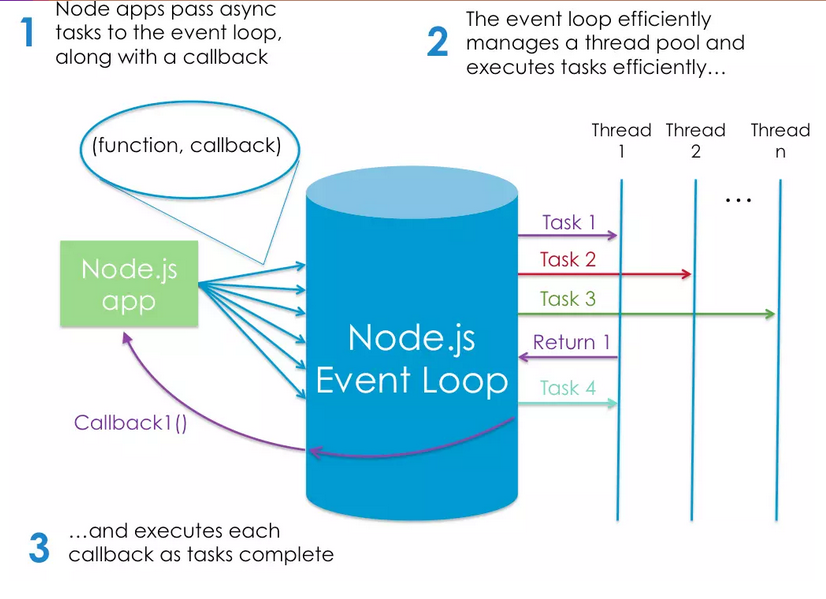 1
Node apps pass async
tasks to the event loop,
along with a callback
2
The event loop efficiently
manages a thread pool and
executes tasks efficiently…
(function, callback)
Thread
1
Thread
2
Thread
n
...
Node.js
app
Task 1
Task 2
Task 3
Return 1
Task 4
Node.js
Event Loop
Callback1()
3
…and executes each
callback as tasks complete